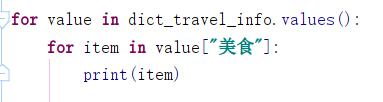 for value in dict_travel_info.values():
    for item in value["美食"]:
        print(item)